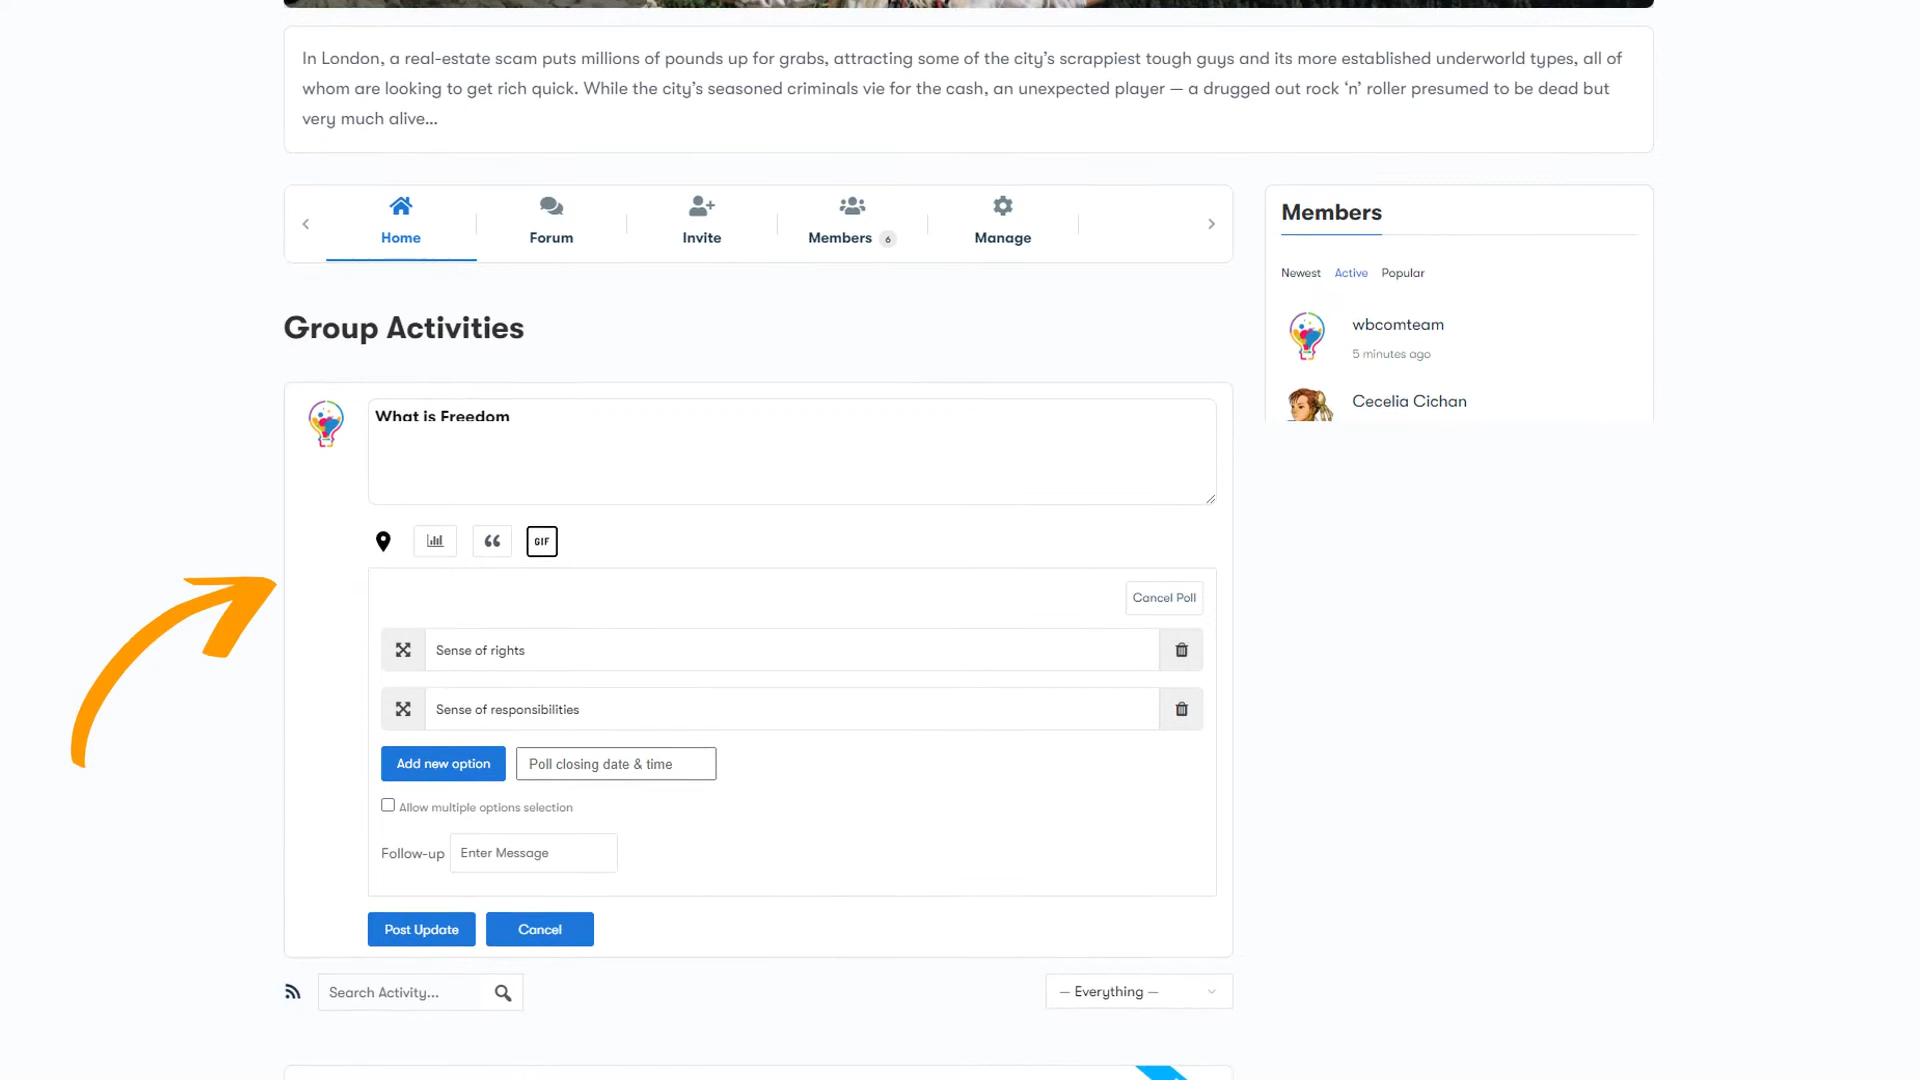 In London, a real-estate scam puts millions of pounds up for grabs, attracting some of the city’s scrappiest tough guys and its more established underworld types, all of
whom are looking to get rich quick. While the city’s seasoned criminals vie for the cash, an unexpected player — a drugged out rock ‘n’ roller presumed to be dead but
very much alive...
Home
Forum
Invite
Members 6
Manage
Members
Newest Active Popular
wbcomteam
5 minutes ago
Cecelia Cichan
Group Activities
What is Freedom
GIF
Cancel Poll
Sense of rights
Sense of responsibilities
Add new option
Poll closing date & time
Allow multiple options selection
Follow-up Enter Message
Post Update
Cancel
Search Activity...
— Everything —